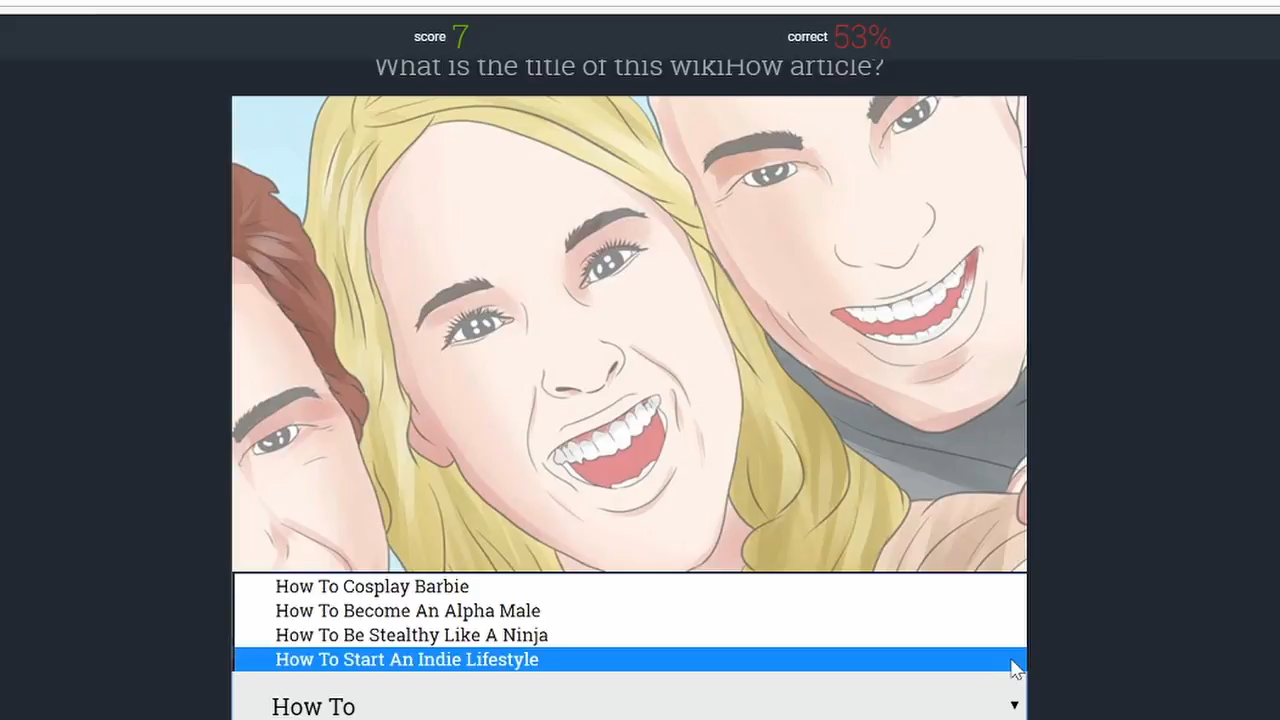 score 7 correct 53%
What is the title of this wikiHow article?
How To Cosplay Barbie
How To Become An Alpha Male
How To Be Stealthy Like A Ninja
How To Start An Indie Lifestyle
How To